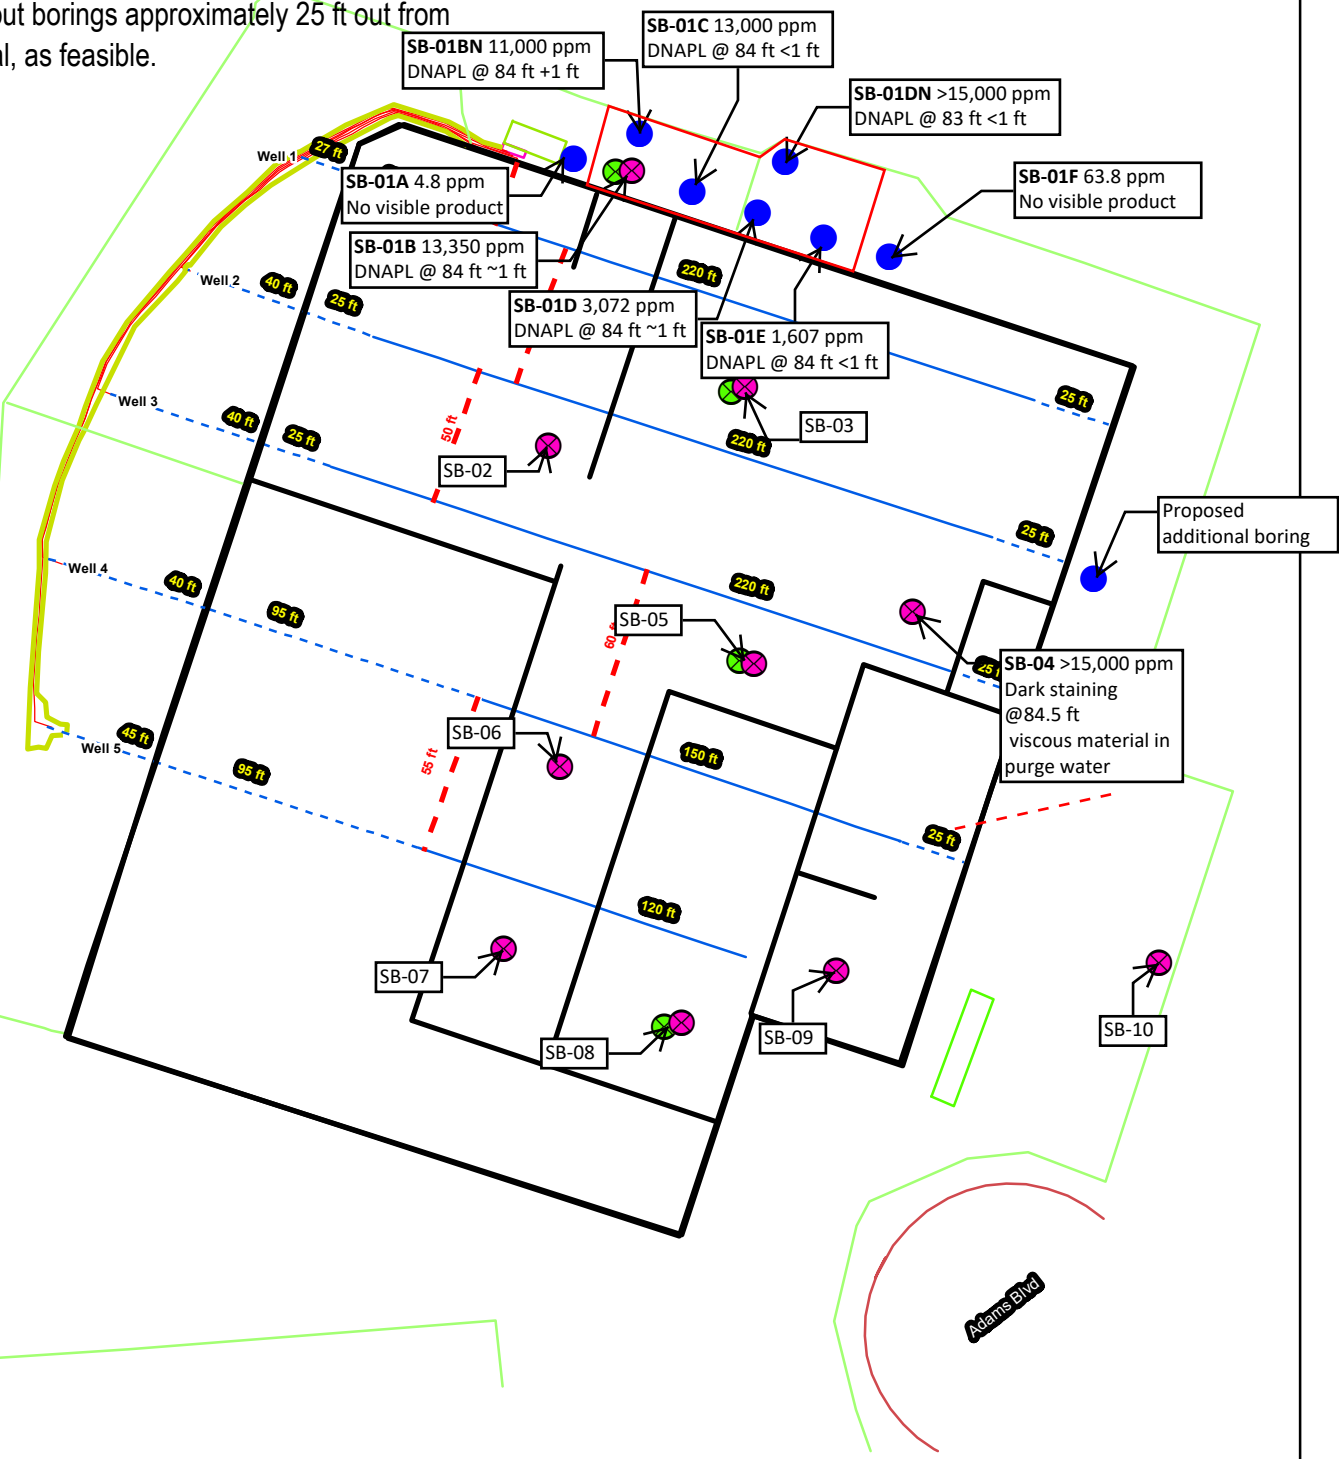 out borings approximately 25 ft out from
al, as feasible.
SB-01C 13,000 ppm
DNAPL @ 84 ft <1 ft
SB-01BN 11,000 ppm
DNAPL @ 84 ft +1 ft
SB-01DN >15,000 ppm
DNAPL @ 83 ft <1 ft
SB-01F 63.8 ppm
No visible product
Well 1
27 ft
SB-01A 4.8 ppm
No visible product
SB-01B 13,350 ppm
DNAPL @ 84 ft ~1 ft
220 ft
Well 2
40 ft
25 ft
SB-01D 3,072 ppm
DNAPL @ 84 ft ~1 ft
SB-01E 1,607 ppm
DNAPL @ 84 ft <1 ft
25 ft
Well 3
40 ft
25 ft
50 ft
SB-03
220 ft
SB-02
25 ft
Proposed
additional boring
Well 4
40 ft
95 ft
220 ft
SB-05
60
25
SB-04 >15,000 ppm
Dark staining
@84.5 ft
viscous material in
purge water
Well 5
45 ft
95 ft
55 ft
SB-06
150 ft
25 ft
120 ft
SB-07
SB-08
SB-09
SB-10
Adams Blvd